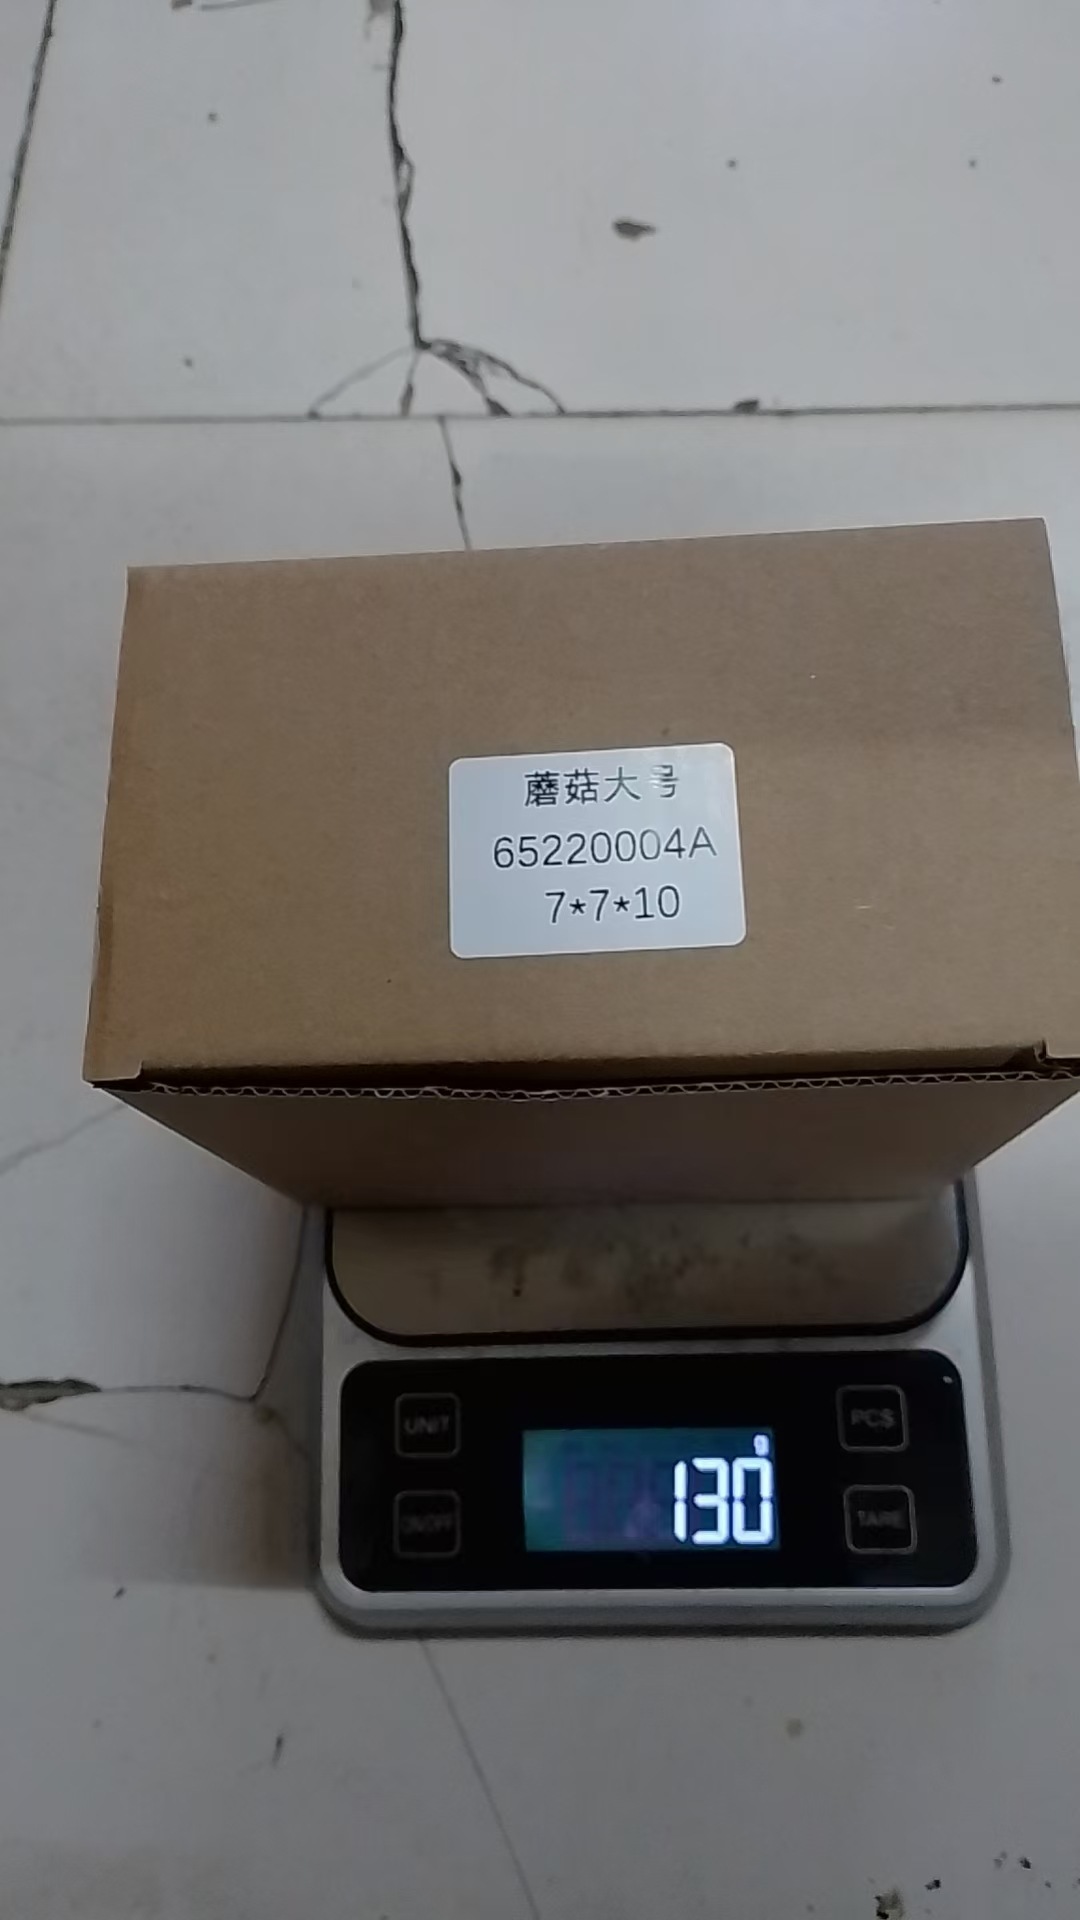 蘑菇大号
65220004A
7*7*10
UNIT
PCS
g
130
ON/OFF
TARE